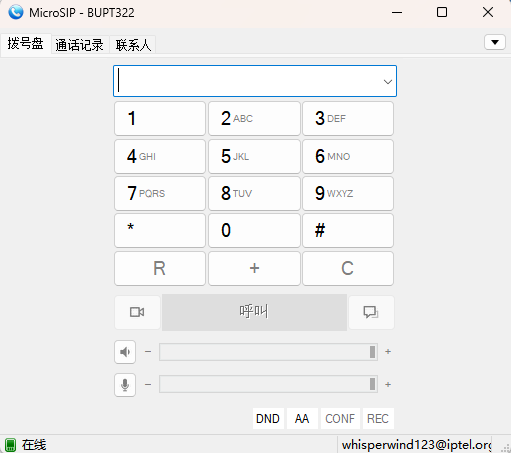 MicroSIP - BUPT322
拨号盘 通话记录 联系人
1 2 ABC 3 DEF
4 GHI 5 JKL 6 MNO
7 PQRS 8 TUV 9 WXYZ
* 0 #
R + C
呼叫
− +
− +
DND AA CONF REC
在线 whisperwind123@iptel.org